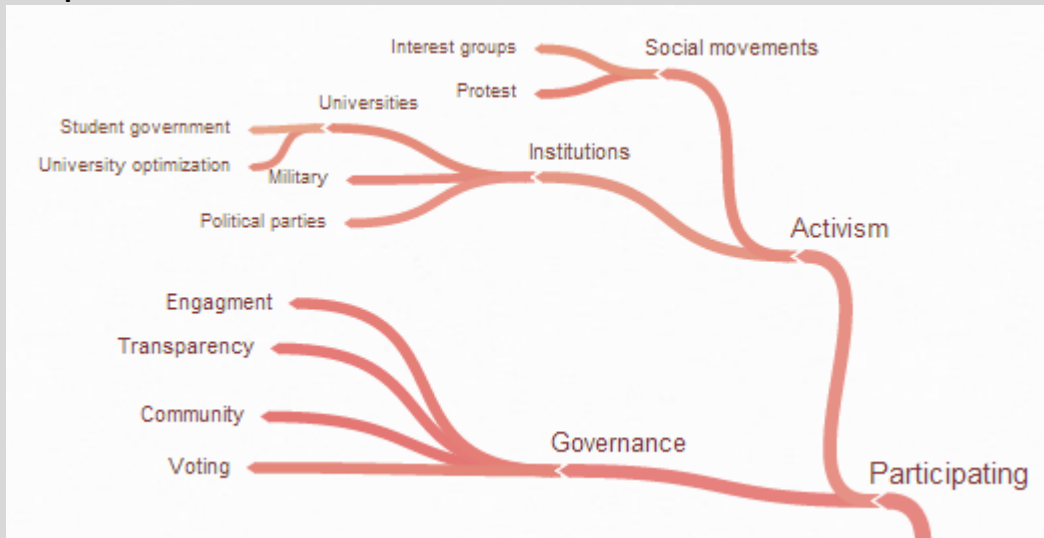 Interest groups
Social movements
Protest
Universities
Student government
University optimization
Institutions
Military
Political parties
Activism
Engagment
Transparency
Community
Governance
Voting
Participating